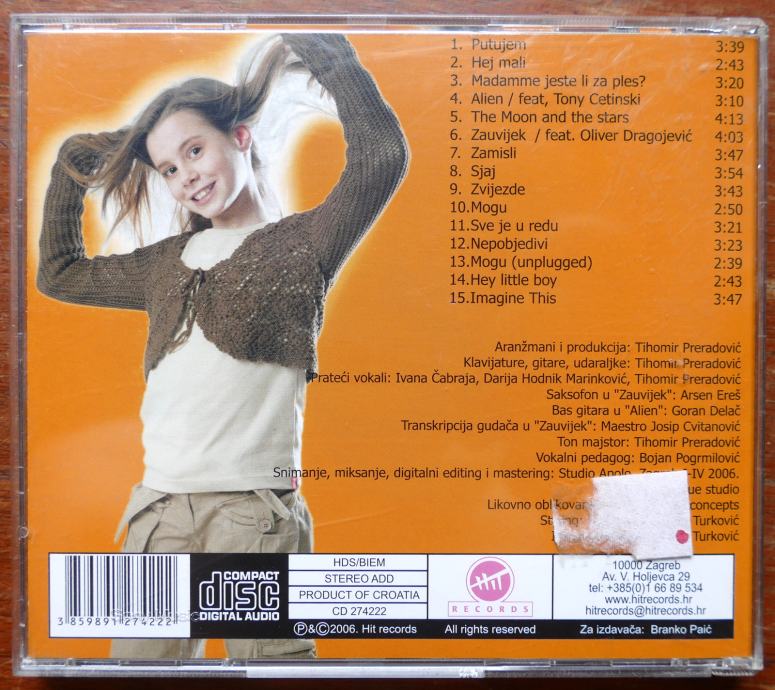 1. Putujem 3:39
2. Hej mali 2:43
3. Madamme jeste li za ples? 3:20
4. Alien / feat, Tony Cetinski 3:10
5. The Moon and the stars 4:13
6. Zauvijek / feat. Oliver Dragojević 4:03
7. Zamisli 3:47
8. Sjaj 3:54
9. Zvijezde 3:43
10.Mogu 2:50
11.Sve je u redu 3:21
12.Nepobjedivi 3:23
13.Mogu (unplugged) 2:39
14.Hey little boy 2:43
15.Imagine This 3:47
Aranžmani i produkcija: Tihomir Preradović
Klavijature, gitare, udaraljke: Tihomir Preradović
Prateći vokali: Ivana Čabraja, Darija Hodnik Marinković, Tihomir Preradović
Saksofon u "Zauvijek": Arsen Ereš
Bas gitara u "Alien": Goran Delač
Transkripcija gudača u "Zauvijek": Maestro Josip Cvitanović
Ton majstor: Tihomir Preradović
Vokalni pedagog: Bojan Pogrmilović
Snimanje, miksanje, digitalni editing i mastering: Studio Apolo, Zagreb I-IV 2006.
studio
Likovno concepts
Turković
Turković
3 859891 274222
COMPACT
disc
DIGITAL AUDIO
HDS/BIEM
STEREO ADD
PRODUCT OF CROATIA
CD 274222
Ⓟ&©2006. Hit records
HIT
RECORDS
All rights reserved
10000 Zagreb
Av. V. Holjevca 29
tel: +385(0)1 66 89 534
www.hitrecords.hr
hitrecords@hitrecords.hr
Za izdavača: Branko Paić